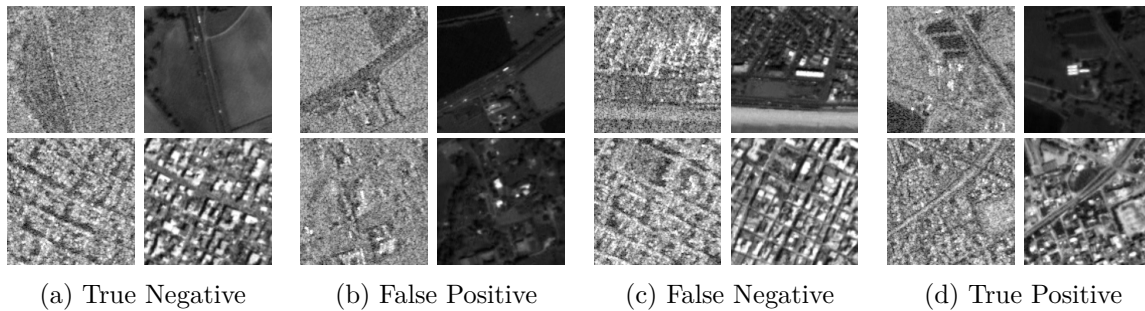 (a) True Negative
(b) False Positive
(c) False Negative
(d) True Positive